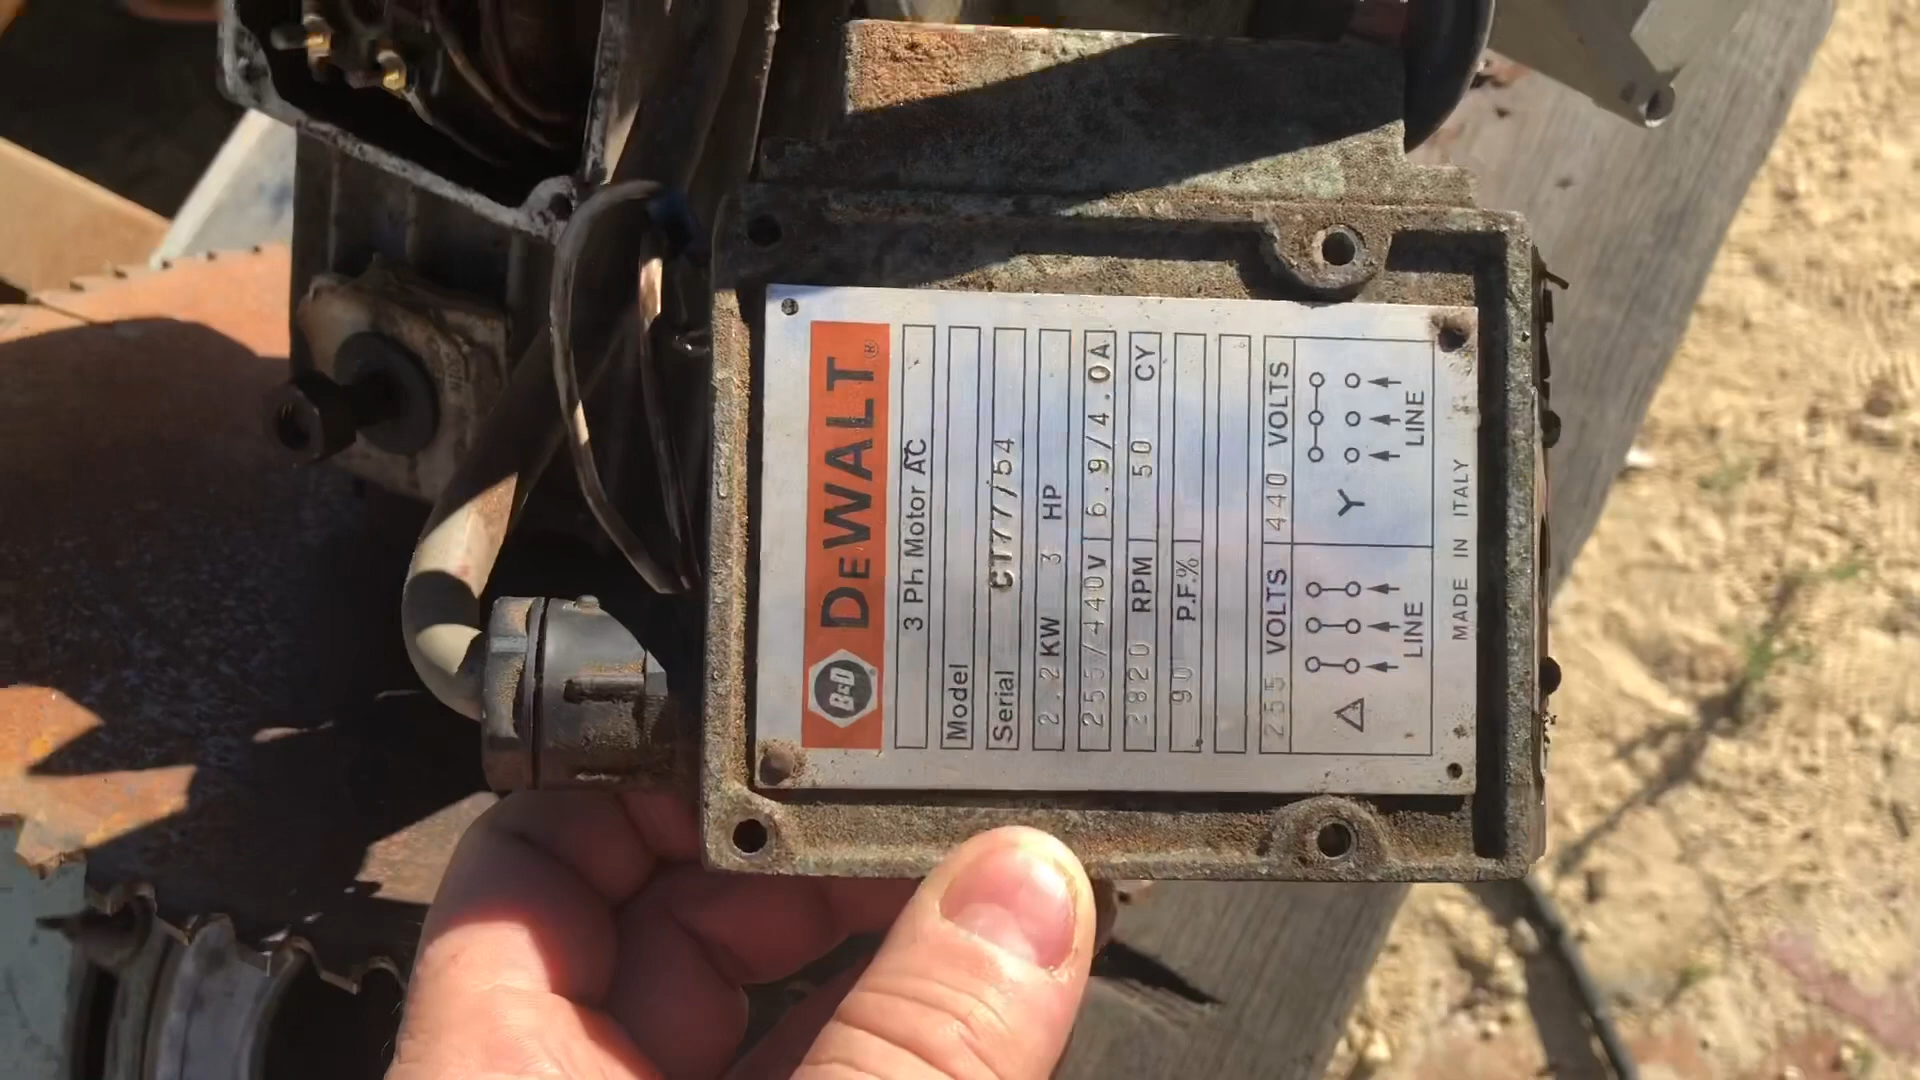 B&D DEWALT®
3 Ph Motor AC
Model
Serial CT77/54
2.2 KW 3 HP
255/440V 6.9/4.0A
2820 RPM 50 CY
90 P.F.%
255 VOLTS 440 VOLTS
Δ Y
LINE LINE
MADE IN ITALY